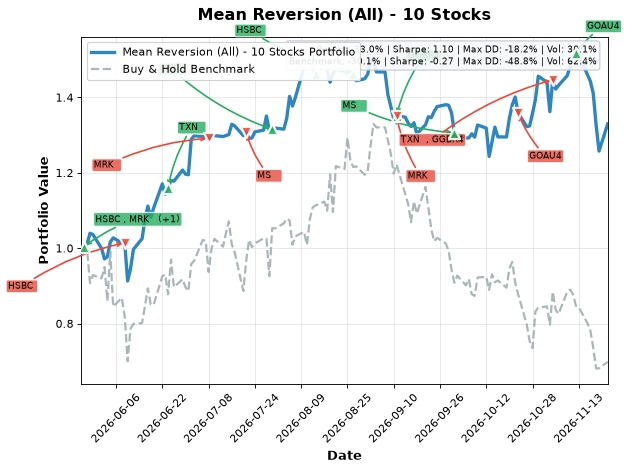 Mean Reversion (All) - 10 Stocks
HSBC
GOAU4
Mean Reversion (All) - 10 Stocks Portfolio
3.0% | Sharpe: 1.10 | Max DD: -18.2% | Vol:
Buy & Hold Benchmark
| Sharpe: -0.27 | Max DD: -48.8% | Vol: 62.4%
1.4
MS
TXN
TXN
MRK
MS
MRK
GOAU4
1.2
HSBC, MRK (+1)
1.0
HSBC
0.8
Portfolio Value
2026-06-06
2026-06-22
2026-07-08
2026-07-24
2026-08-09
2026-08-25
2026-09-10
2026-09-26
2026-10-12
2026-10-28
2026-11-13
Date